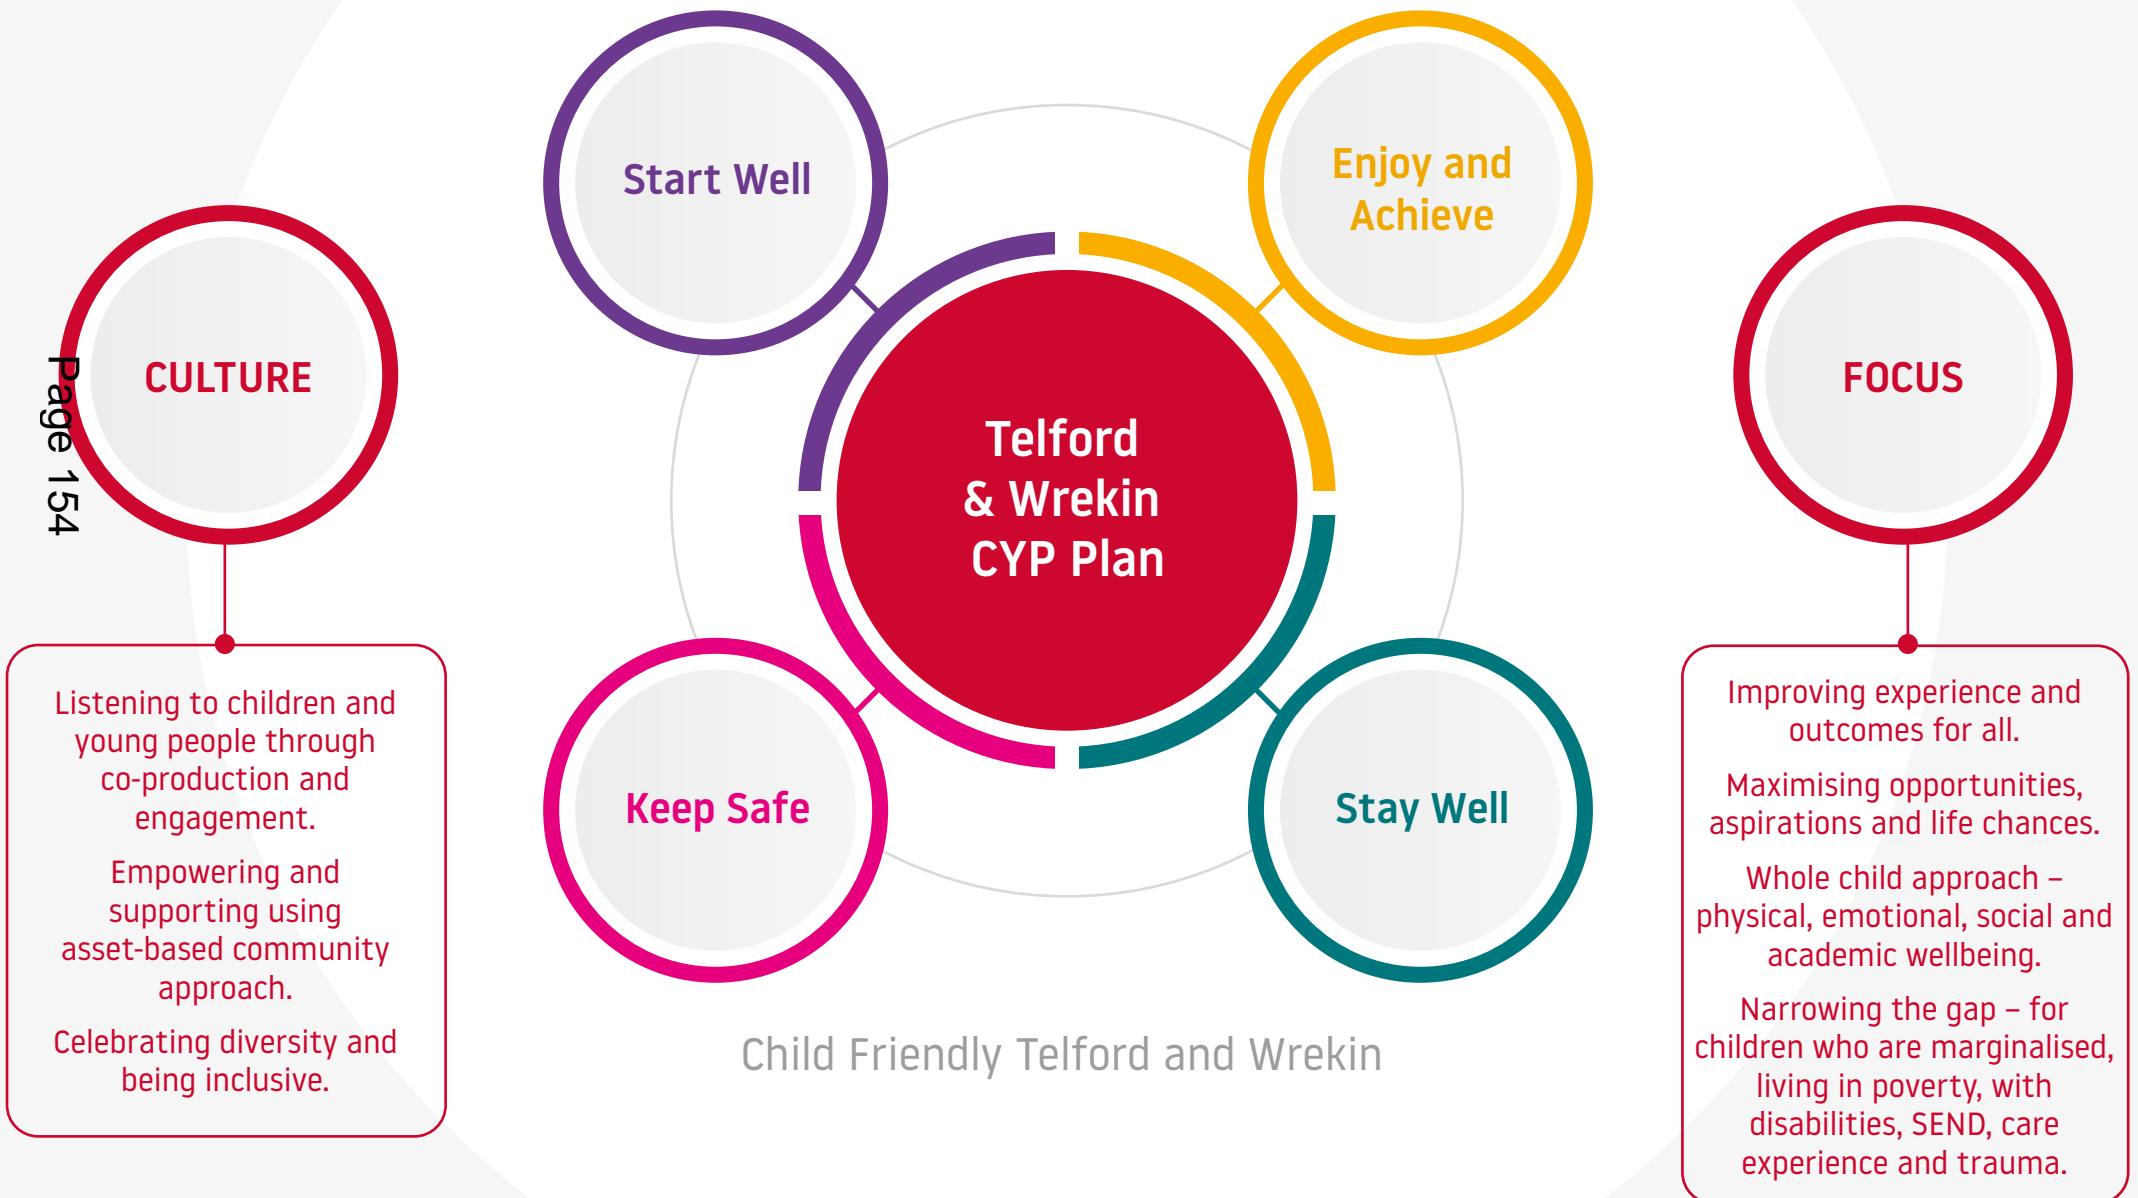 Page 154
CULTURE
Listening to children and
young people through
co-production and
engagement.
Empowering and
supporting using
asset-based community
approach.
Celebrating diversity and
being inclusive.
Start Well
Enjoy and
Achieve
Telford
& Wrekin
CYP Plan
Keep Safe
Stay Well
Child Friendly Telford and Wrekin
FOCUS
Improving experience and
outcomes for all.
Maximising opportunities,
aspirations and life chances.
Whole child approach –
physical, emotional, social and
academic wellbeing.
Narrowing the gap – for
children who are marginalised,
living in poverty, with
disabilities, SEND, care
experience and trauma.